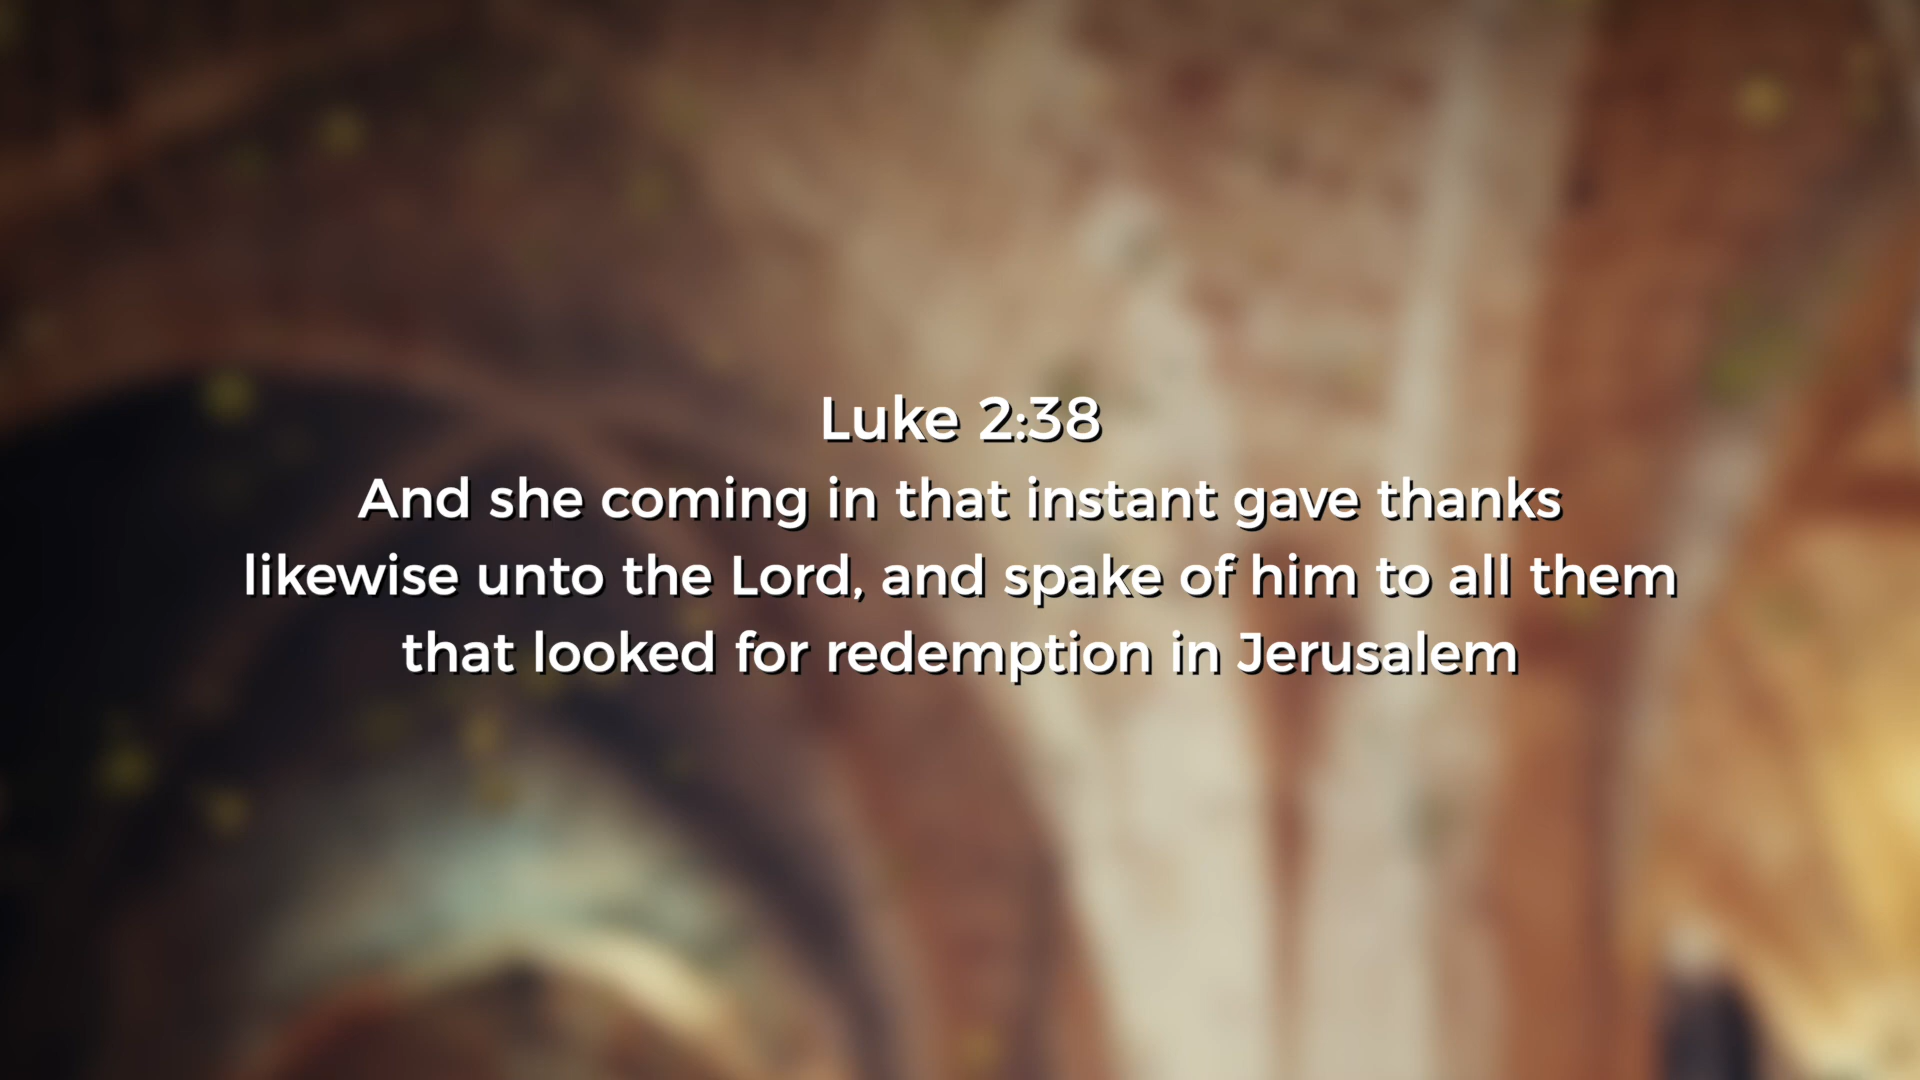 Luke 2:38
And she coming in that instant gave thanks
likewise unto the Lord, and spake of him to all them
that looked for redemption in Jerusalem